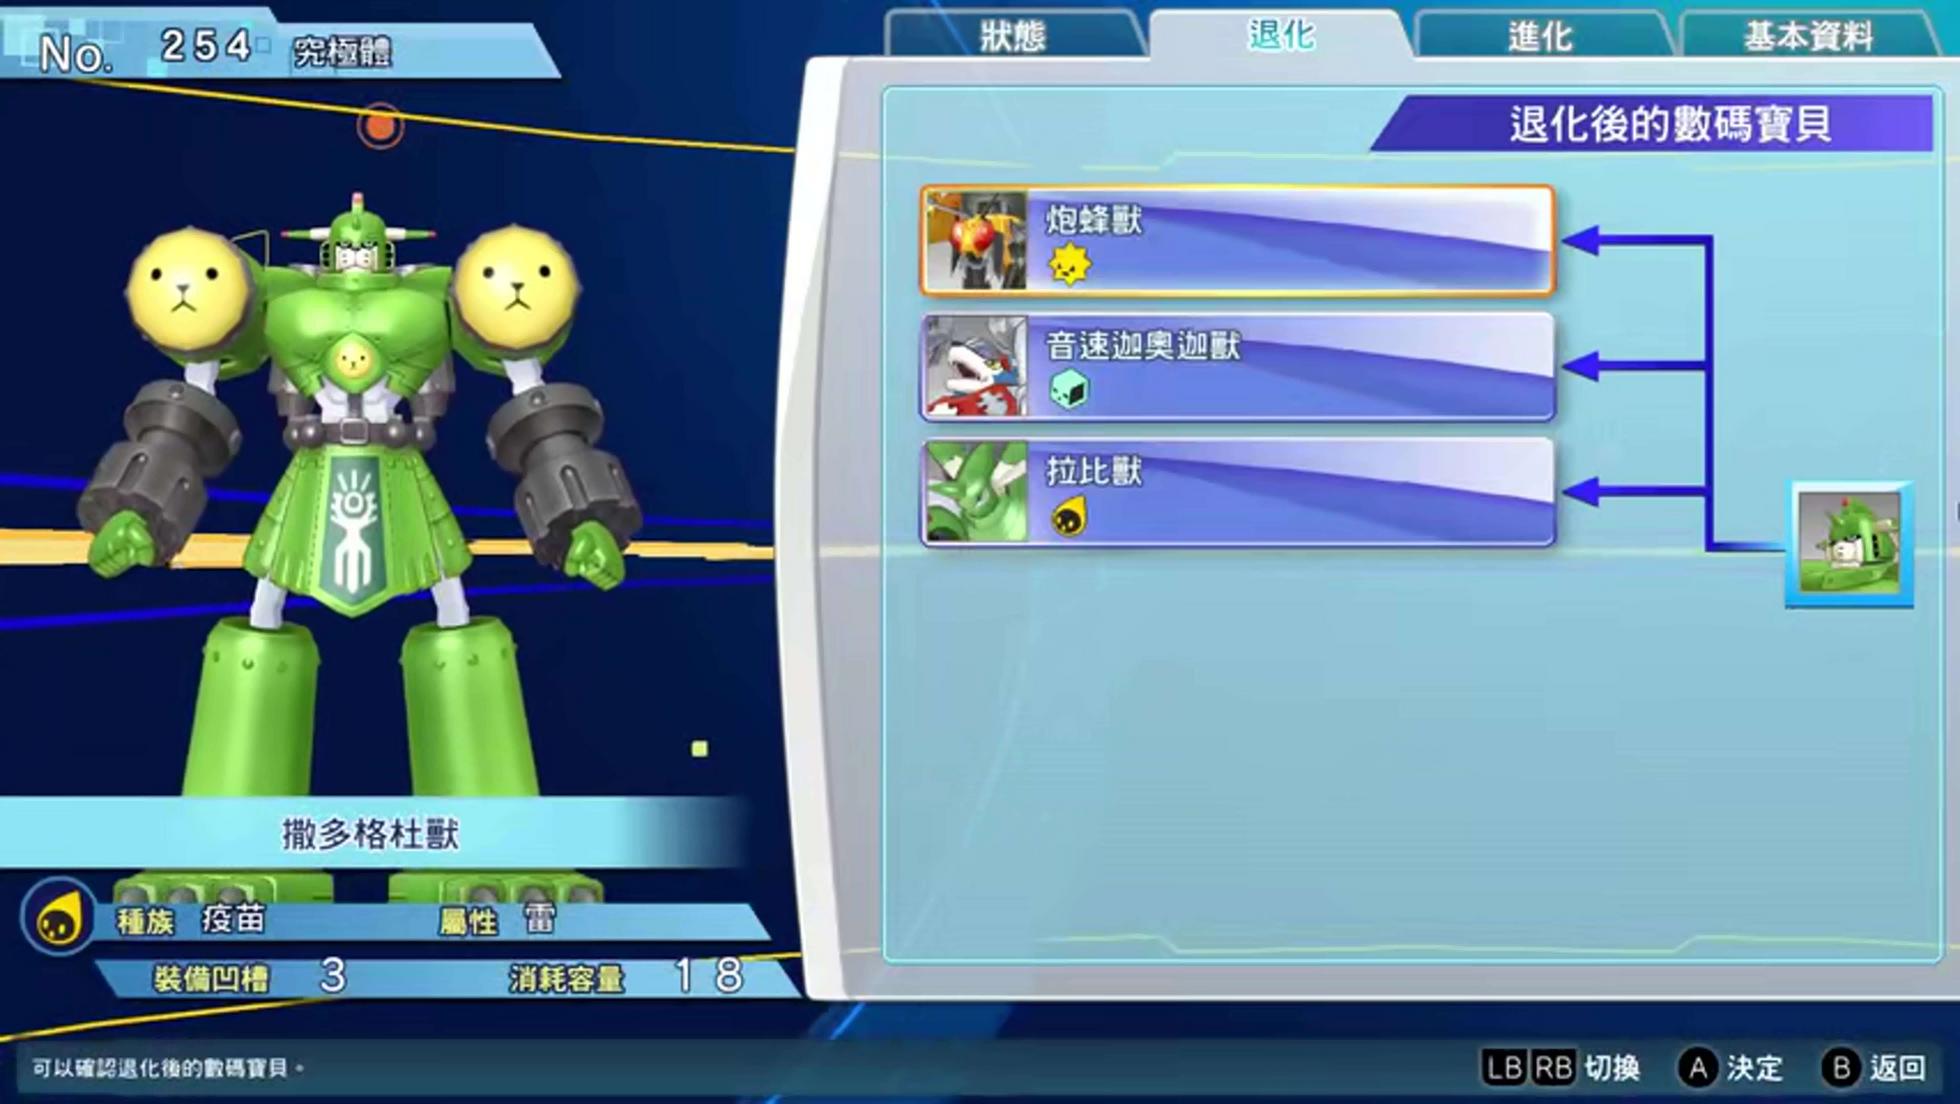 No. 254 究極體
狀態
退化
進化
基本資料
退化後的數碼寶貝
炮蜂獸
音速迦奧迦獸
拉比獸
撒多格杜獸
種族 疫苗 屬性 雷
裝備凹槽 3 消耗容量 18
可以確認退化後的數碼寶貝。
LB RB 切換 A 決定 B 返回